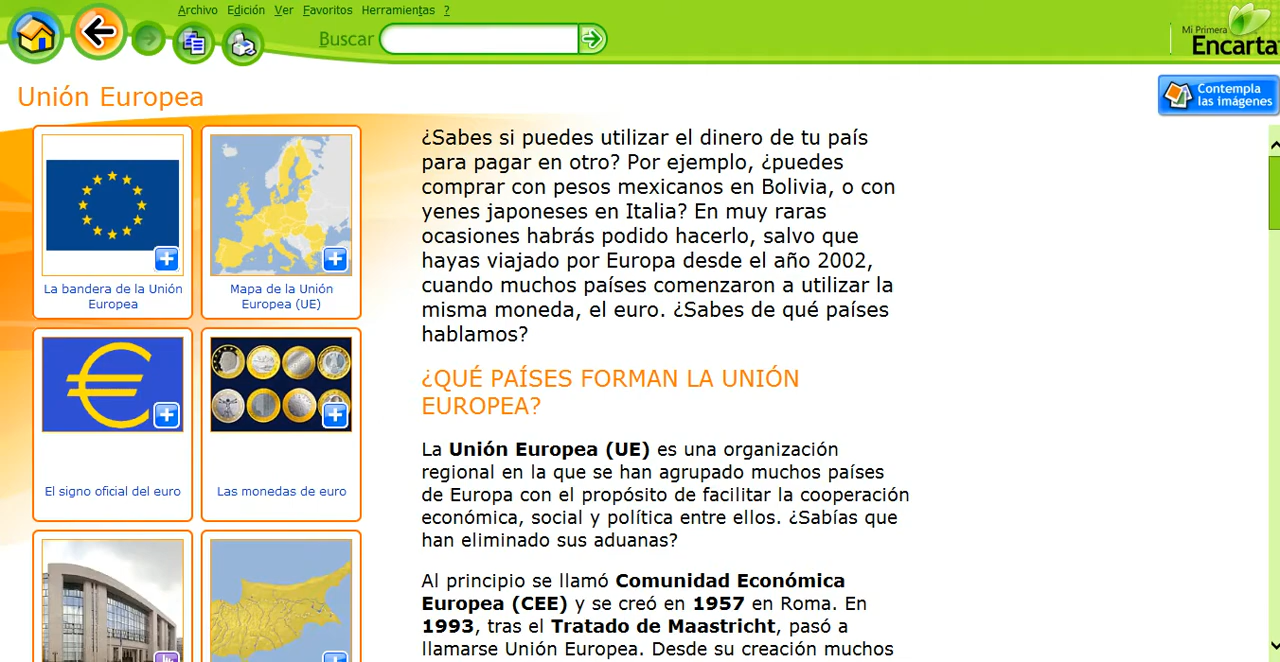 Archivo Edición Ver Favoritos Herramientas ?
Buscar
Mi Primera
Encarta
Unión Europea
Contempla
las imágenes
La bandera de la Unión
Europea
Mapa de la Unión
Europea (UE)
El signo oficial del euro
Las monedas de euro
¿Sabes si puedes utilizar el dinero de tu país
para pagar en otro? Por ejemplo, ¿puedes
comprar con pesos mexicanos en Bolivia, o con
yenes japoneses en Italia? En muy raras
ocasiones habrás podido hacerlo, salvo que
hayas viajado por Europa desde el año 2002,
cuando muchos países comenzaron a utilizar la
misma moneda, el euro. ¿Sabes de qué países
hablamos?
¿QUÉ PAÍSES FORMAN LA UNIÓN
EUROPEA?
La Unión Europea (UE) es una organización
regional en la que se han agrupado muchos países
de Europa con el propósito de facilitar la cooperación
económica, social y política entre ellos. ¿Sabías que
han eliminado sus aduanas?
Al principio se llamó Comunidad Económica
Europea (CEE) y se creó en 1957 en Roma. En
1993, tras el Tratado de Maastricht, pasó a
llamarse Unión Europea. Desde su creación muchos